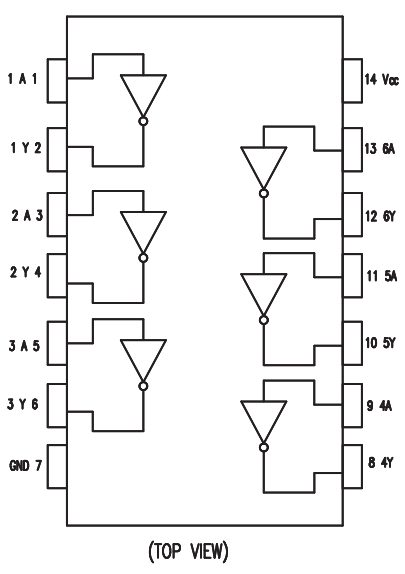 1 A 1
14 Vcc
1 Y 2
13 6A
2 A 3
12 6Y
2 Y 4
11 5A
3 A 5
10 5Y
3 Y 6
9 4A
GND 7
8 4Y
(TOP VIEW)